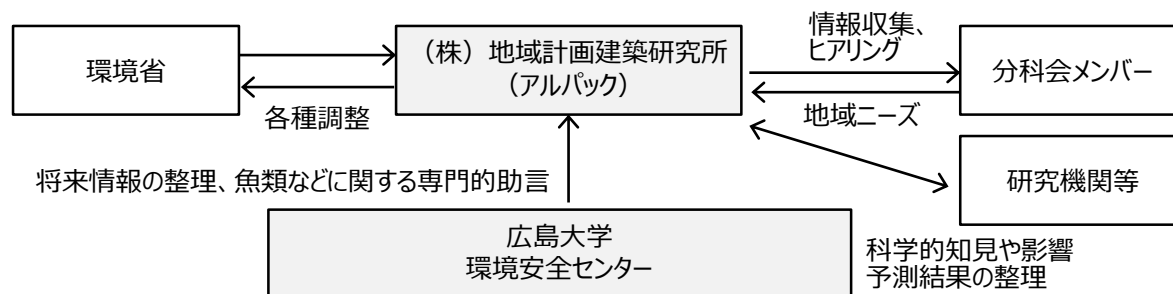 環境省
各種調整
（株）地域計画建築研究所
（アルパック）
情報収集、
ヒアリング
地域ニーズ
分科会メンバー
研究機関等
将来情報の整理、魚類などに関する専門的助言
広島大学
環境安全センター
科学的知見や影響
予測結果の整理